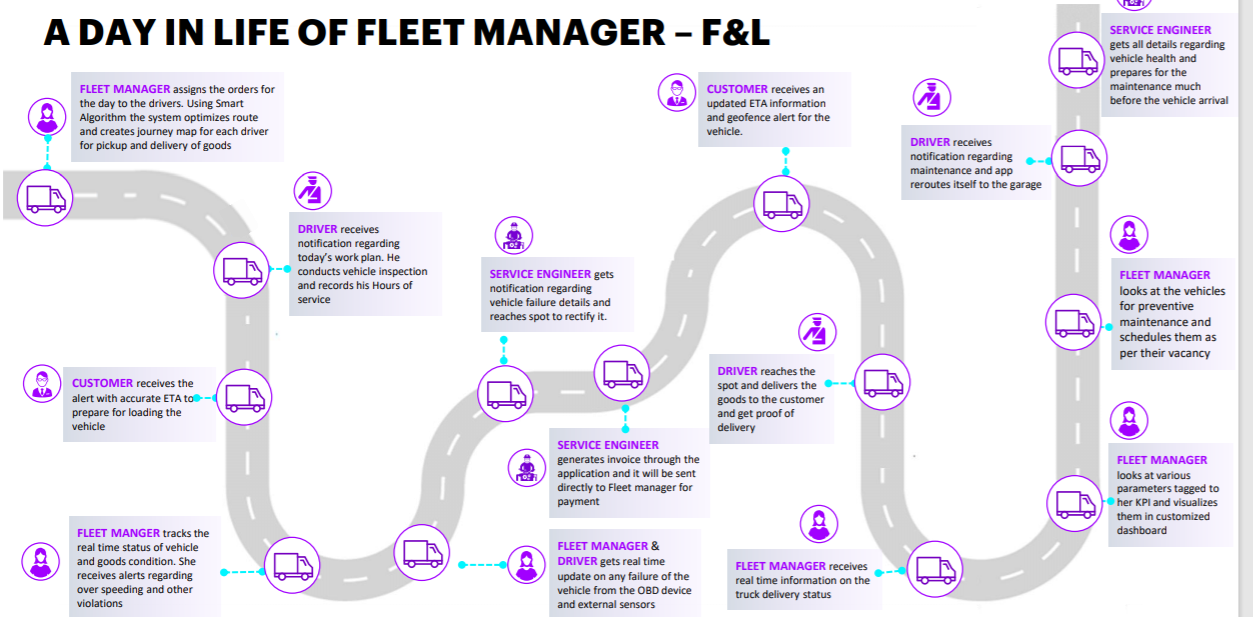 A DAY IN LIFE OF FLEET MANAGER – F&L
FLEET MANAGER assigns the orders for
the day to the drivers. Using Smart
Algorithm the system optimizes route
and creates journey map for each driver
for pickup and delivery of goods
DRIVER receives
notification regarding
today's work plan. He
conducts vehicle inspection
and records his Hours of
service
CUSTOMER receives the
alert with accurate ETA to
prepare for loading the
vehicle
FLEET MANGER tracks the
real time status of vehicle
and goods condition. She
receives alerts regarding
over speeding and other
violations
FLEET MANAGER &
DRIVER gets real time
update on any failure of the
vehicle from the OBD device
and external sensors
SERVICE ENGINEER gets
notification regarding
vehicle failure details and
reaches spot to rectify it.
SERVICE ENGINEER
generates invoice through the
application and it will be sent
directly to Fleet manager for
payment
CUSTOMER receives an
updated ETA information
and geofence alert for the
vehicle.
DRIVER reaches the
spot and delivers the
goods to the customer
and get proof of
delivery
FLEET MANAGER receives
real time information on the
truck delivery status
FLEET MANAGER
looks at various
parameters tagged to
her KPI and visualizes
them in customized
dashboard
FLEET MANAGER
looks at the vehicles
for preventive
maintenance and
schedules them as
per their vacancy
DRIVER receives
notification regarding
maintenance and app
reroutes itself to the garage
SERVICE ENGINEER
gets all details regarding
vehicle health and
prepares for the
maintenance much
before the vehicle arrival